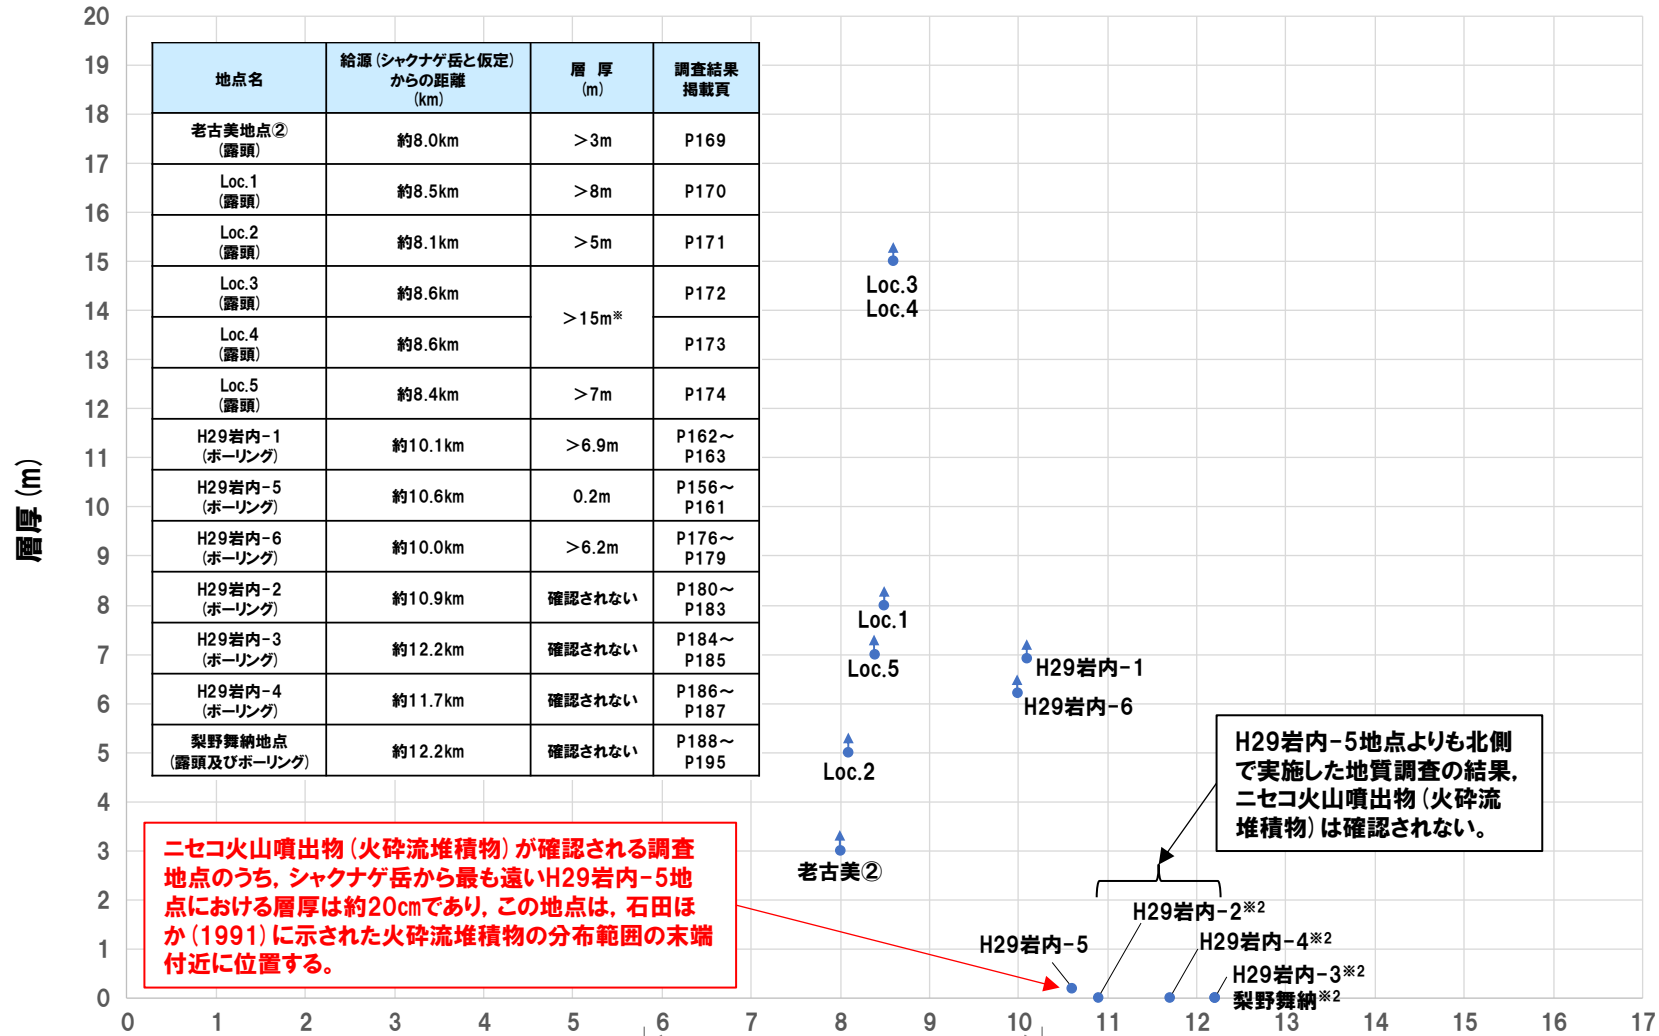 20
19
18
17
16
15
14
13
12
11
10
9
8
7
6
5
4
3
2
1
0
層厚(m)
地点名
給源(シャクナゲ岳と仮定)
からの距離
(km)
層 厚
(m)
調査結果
掲載頁
老古美地点②
(露頭)
約8.0km
>3m
P169
Loc.1
(露頭)
約8.5km
>8m
P170
Loc.2
(露頭)
約8.1km
>5m
P171
Loc.3
(露頭)
約8.6km
>15m※
P172
Loc.4
(露頭)
約8.6km
P173
Loc.5
(露頭)
約8.4km
>7m
P174
H29岩内-1
(ボーリング)
約10.1km
>6.9m
P162～
P163
H29岩内-5
(ボーリング)
約10.6km
0.2m
P156～
P161
H29岩内-6
(ボーリング)
約10.0km
>6.2m
P176～
P179
H29岩内-2
(ボーリング)
約10.9km
確認されない
P180～
P183
H29岩内-3
(ボーリング)
約12.2km
確認されない
P184～
P185
H29岩内-4
(ボーリング)
約11.7km
確認されない
P186～
P187
梨野舞納地点
(露頭及びボーリング)
約12.2km
確認されない
P188～
P195
Loc.3
Loc.4
Loc.1
Loc.5
H29岩内-1
H29岩内-6
Loc.2
老古美②
H29岩内-5地点よりも北側
で実施した地質調査の結果，
ニセコ火山噴出物(火砕流
堆積物)は確認されない。
ニセコ火山噴出物(火砕流堆積物)が確認される調査
地点のうち，シャクナゲ岳から最も遠いH29岩内-5地
点における層厚は約20cmであり，この地点は，石田ほ
か(1991)に示された火砕流堆積物の分布範囲の末端
付近に位置する。
H29岩内-2※2
H29岩内-5
H29岩内-4※2
H29岩内-3※2
梨野舞納※2
0 1 2 3 4 5 6 7 8 9 10 11 12 13 14 15 16 17